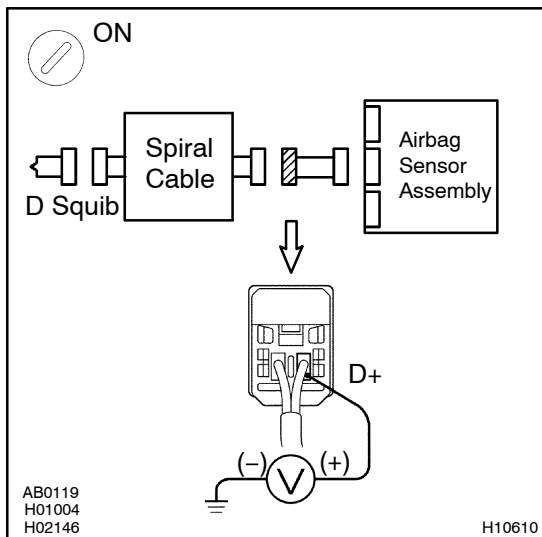 ON
Spiral
Cable
Airbag
Sensor
Assembly
D Squib
D+
(−)
V
(+)
AB0119
H01004
H02146
H10610